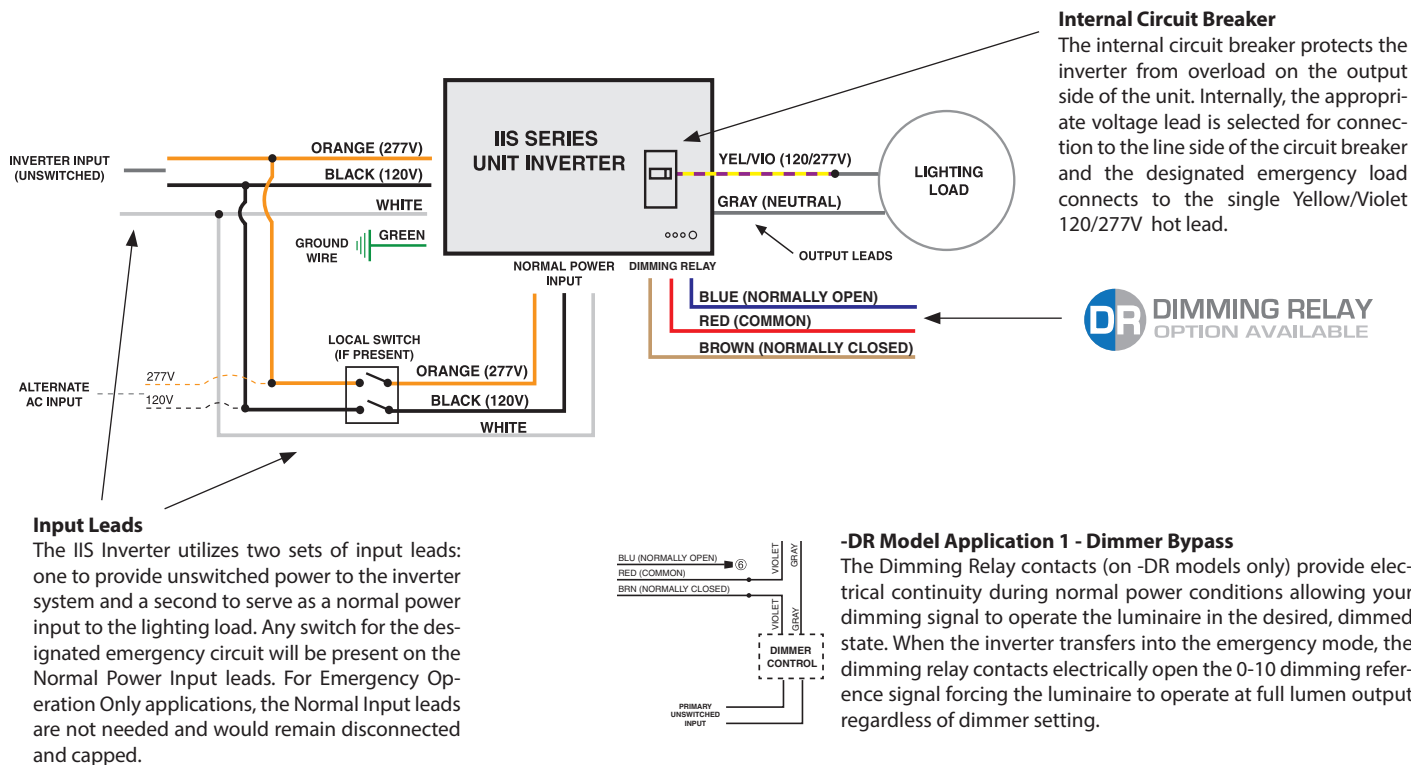 Internal Circuit Breaker
The internal circuit breaker protects the
inverter from overload on the output
side of the unit. Internally, the appropri-
ate voltage lead is selected for connec-
tion to the line side of the circuit breaker
and the designated emergency load
connects to the single Yellow/Violet
120/277V hot lead.
IIS SERIES
UNIT INVERTER
INVERTER INPUT
(UNSWITCHED)
ORANGE (277V)
BLACK (120V)
WHITE
GREEN
GROUND
WIRE
YEL/VIO (120/277V)
GRAY (NEUTRAL)
LIGHTING
LOAD
OUTPUT LEADS
NORMAL POWER
INPUT
DIMMING RELAY
BLUE (NORMALLY OPEN)
RED (COMMON)
BROWN (NORMALLY CLOSED)
DR DIMMING RELAY
OPTION AVAILABLE
LOCAL SWITCH
(IF PRESENT)
ORANGE (277V)
BLACK (120V)
WHITE
ALTERNATE
AC INPUT
277V
120V
Input Leads
The IIS Inverter utilizes two sets of input leads:
one to provide unswitched power to the inverter
system and a second to serve as a normal power
input to the lighting load. Any switch for the des-
ignated emergency circuit will be present on the
Normal Power Input leads. For Emergency Op-
eration Only applications, the Normal Input leads
are not needed and would remain disconnected
and capped.
BLU (NORMALLY OPEN)
6
RED (COMMON)
BRN (NORMALLY CLOSED)
VIOLET
GRAY
VIOLET
GRAY
DIMMER
CONTROL
PRIMARY
UNSWITCHED
INPUT
-DR Model Application 1 - Dimmer Bypass
The Dimming Relay contacts (on -DR models only) provide elec-
trical continuity during normal power conditions allowing your
dimming signal to operate the luminaire in the desired, dimmed
state. When the inverter transfers into the emergency mode, the
dimming relay contacts electrically open the 0-10 dimming refer-
ence signal forcing the luminaire to operate at full lumen output
regardless of dimmer setting.